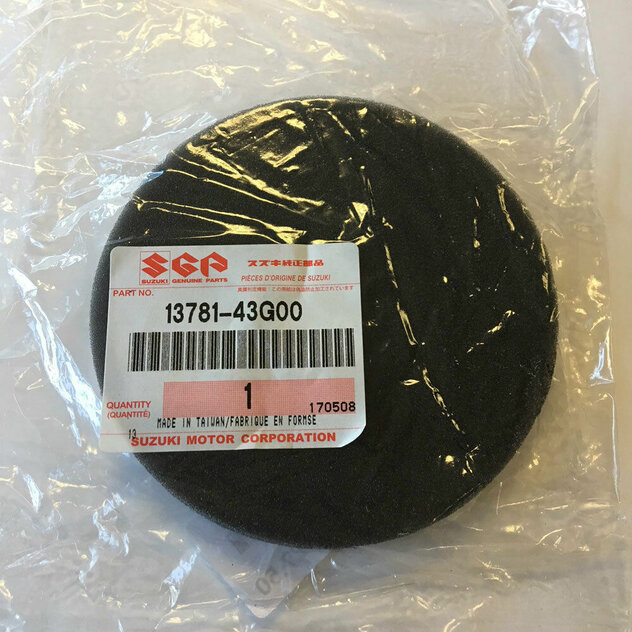 SGP
スズキ純正部品
SUZUKI GENUINE PARTS
PIÈCES D'ORIGINE DE SUZUKI
PART NO.
13781-43G00
QUANTITY
(QUANTITÉ)
1
170508
MADE IN TAIWAN/FABRIQUE EN FORMSE
13
SUZUKI MOTOR CORPORATION